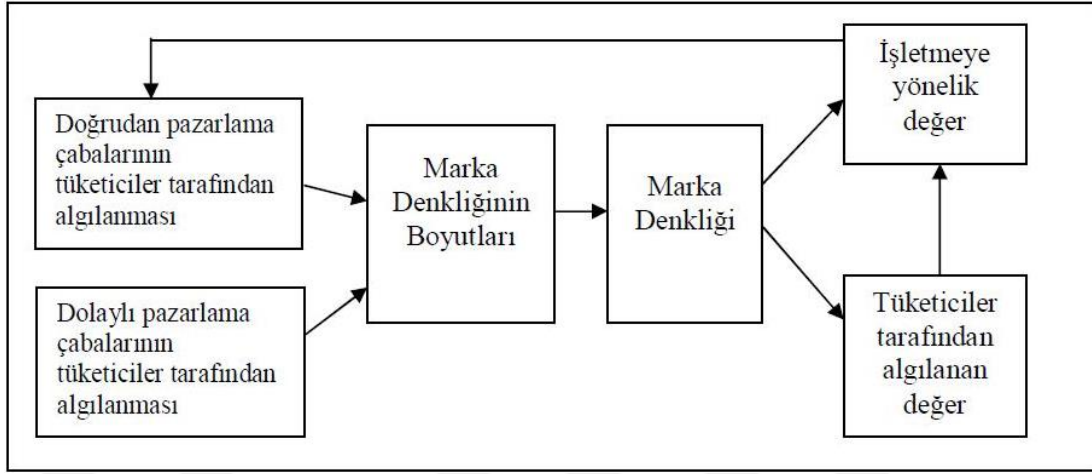 Doğrudan pazarlama
çabalarının
tüketiciler tarafından
algılanması
Dolaylı pazarlama
çabalarının
tüketiciler tarafından
algılanması
Marka
Denkliğinin
Boyutları
Marka
Denkliği
İşletmeye
yönelik
değer
Tüketiciler
tarafından
algılanan
değer